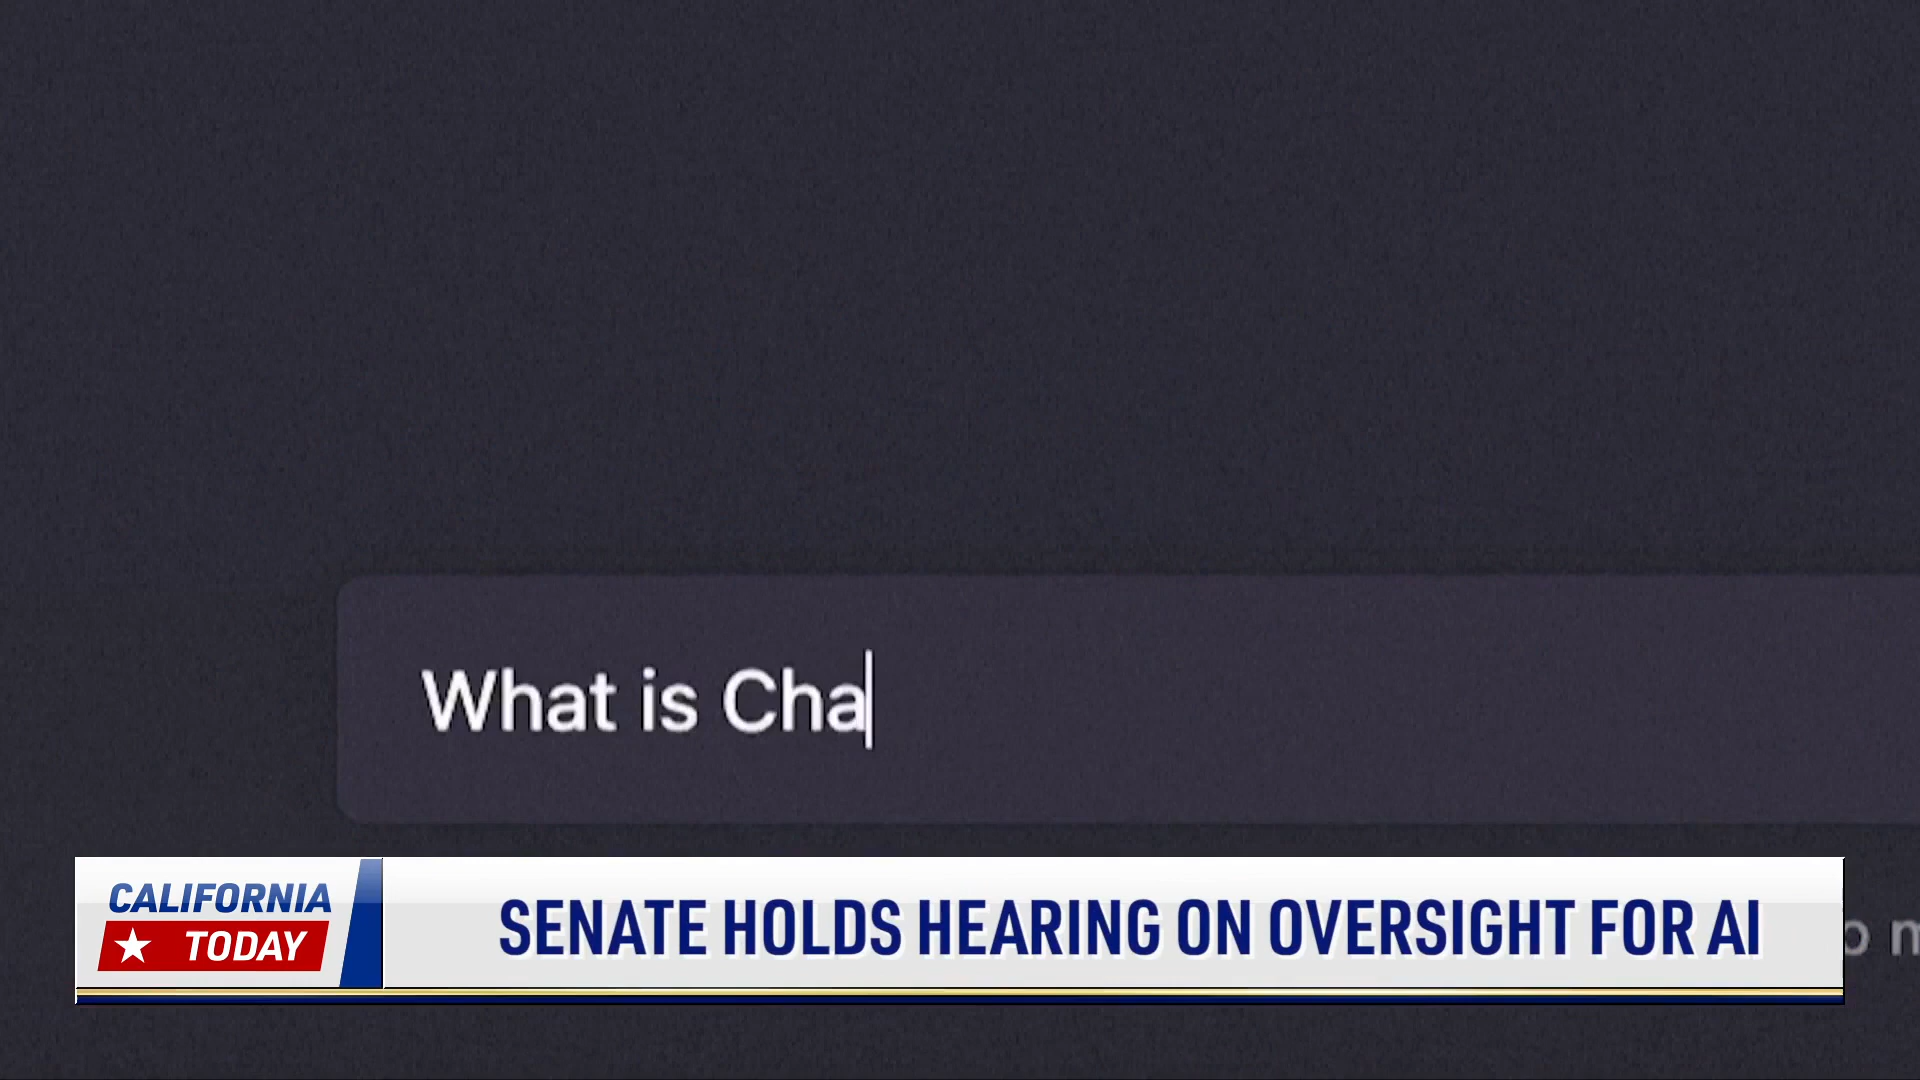 What is Cha
CALIFORNIA
TODAY
SENATE HOLDS HEARING ON OVERSIGHT FOR AI